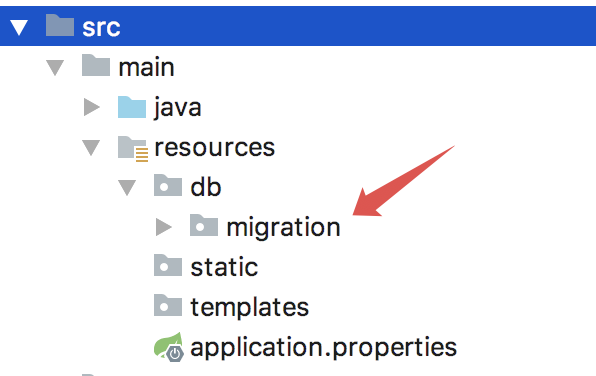 src
main
java
resources
db
migration
static
templates
application.properties